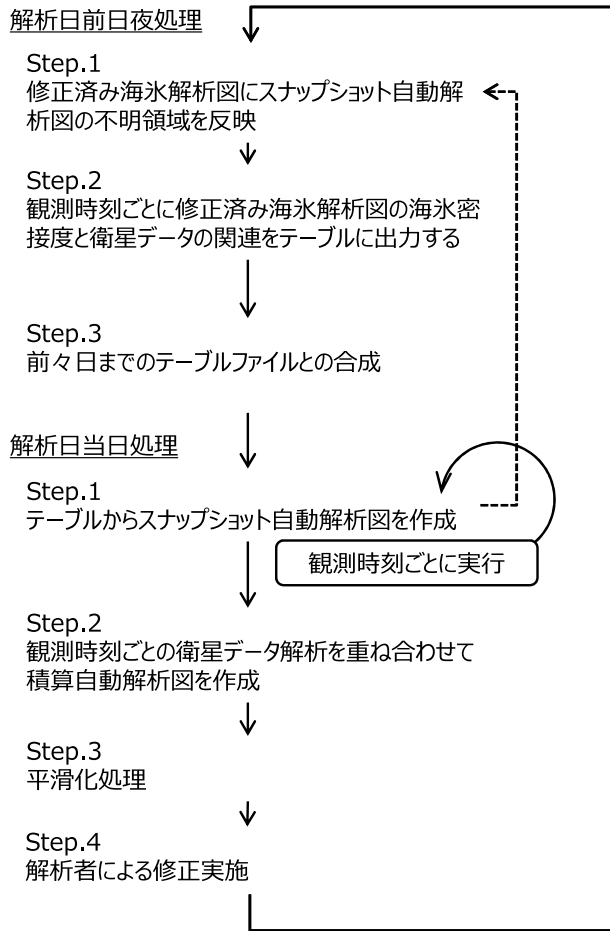 解析日前日夜処理
Step.1
修正済み海氷解析図にスナップショット自動解
析図の不明領域を反映
Step.2
観測時刻ごとに修正済み海氷解析図の海氷密
接度と衛星データの関連をテーブルに出力する
Step.3
前々日までのテーブルファイルとの合成
解析日当日処理
Step.1
テーブルからスナップショット自動解析図を作成
観測時刻ごとに実行
Step.2
観測時刻ごとの衛星データ解析を重ね合わせて
積算自動解析図を作成
Step.3
平滑化処理
Step.4
解析者による修正実施